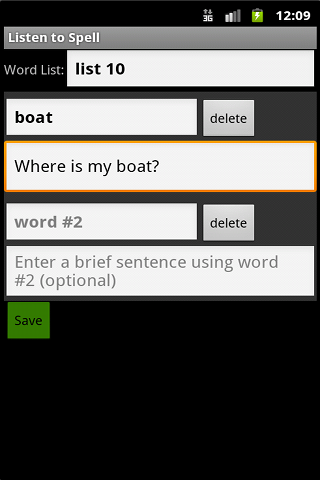 3G 12:09
Listen to Spell
Word List: list 10
boat delete
Where is my boat?
word #2 delete
Enter a brief sentence using word
#2 (optional)
Save